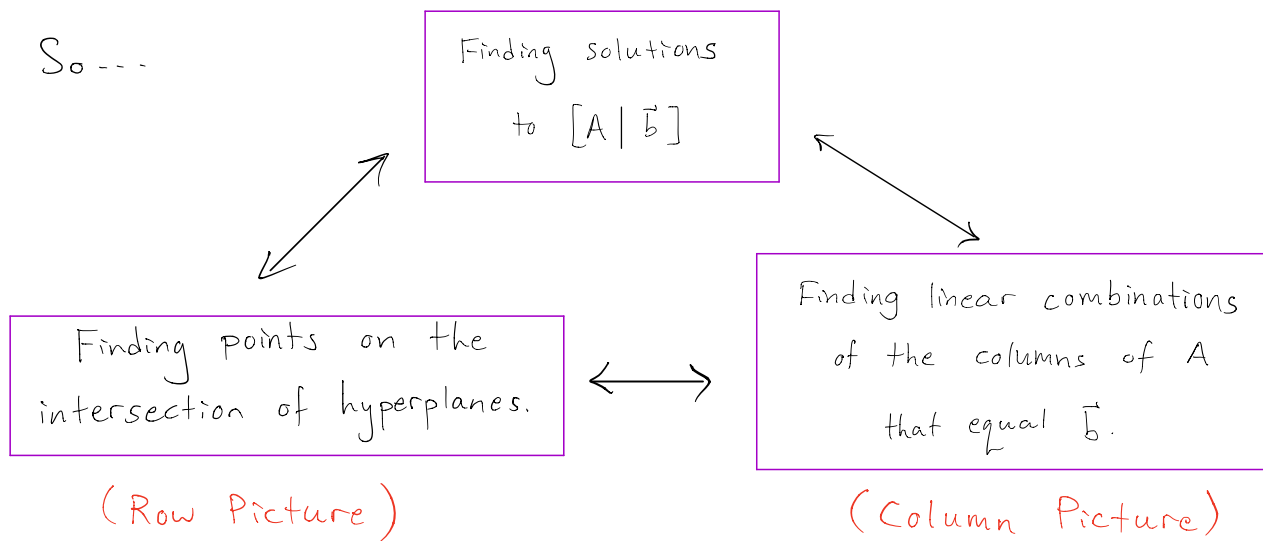 So...
Finding solutions
to [A | b⃗]
Finding points on the
intersection of hyperplanes.
(Row Picture)
Finding linear combinations
of the columns of A
that equal b⃗.
(Column Picture)